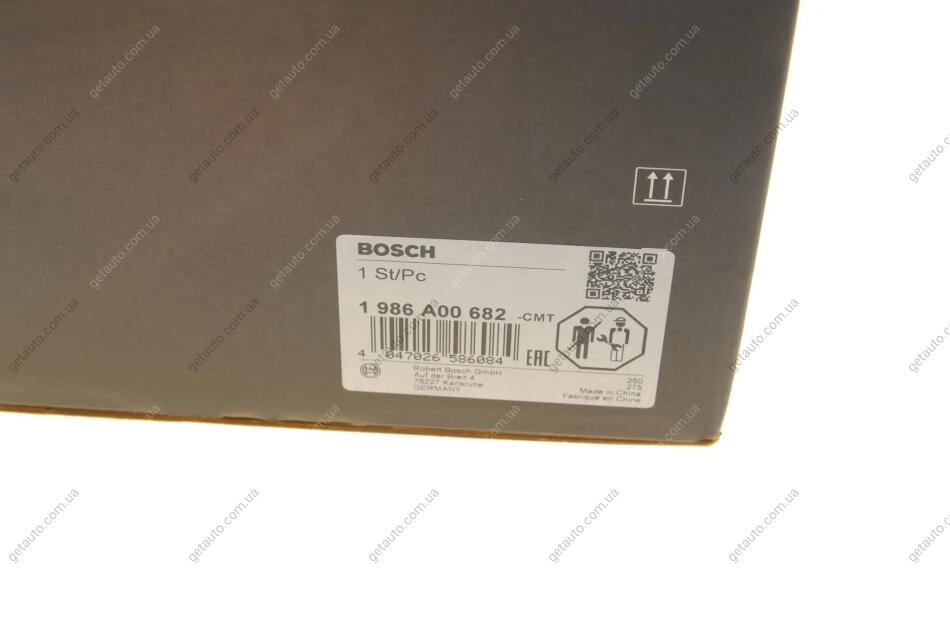 BOSCH
1 St/Pc
1 986 A00 682 -CMT
4 047026 586084
EAC
Robert Bosch GmbH
Auf der Breit 4
76227 Karlsruhe
GERMANY
250
275
Made in China
Fabriqué en Chine
getauto.com.ua